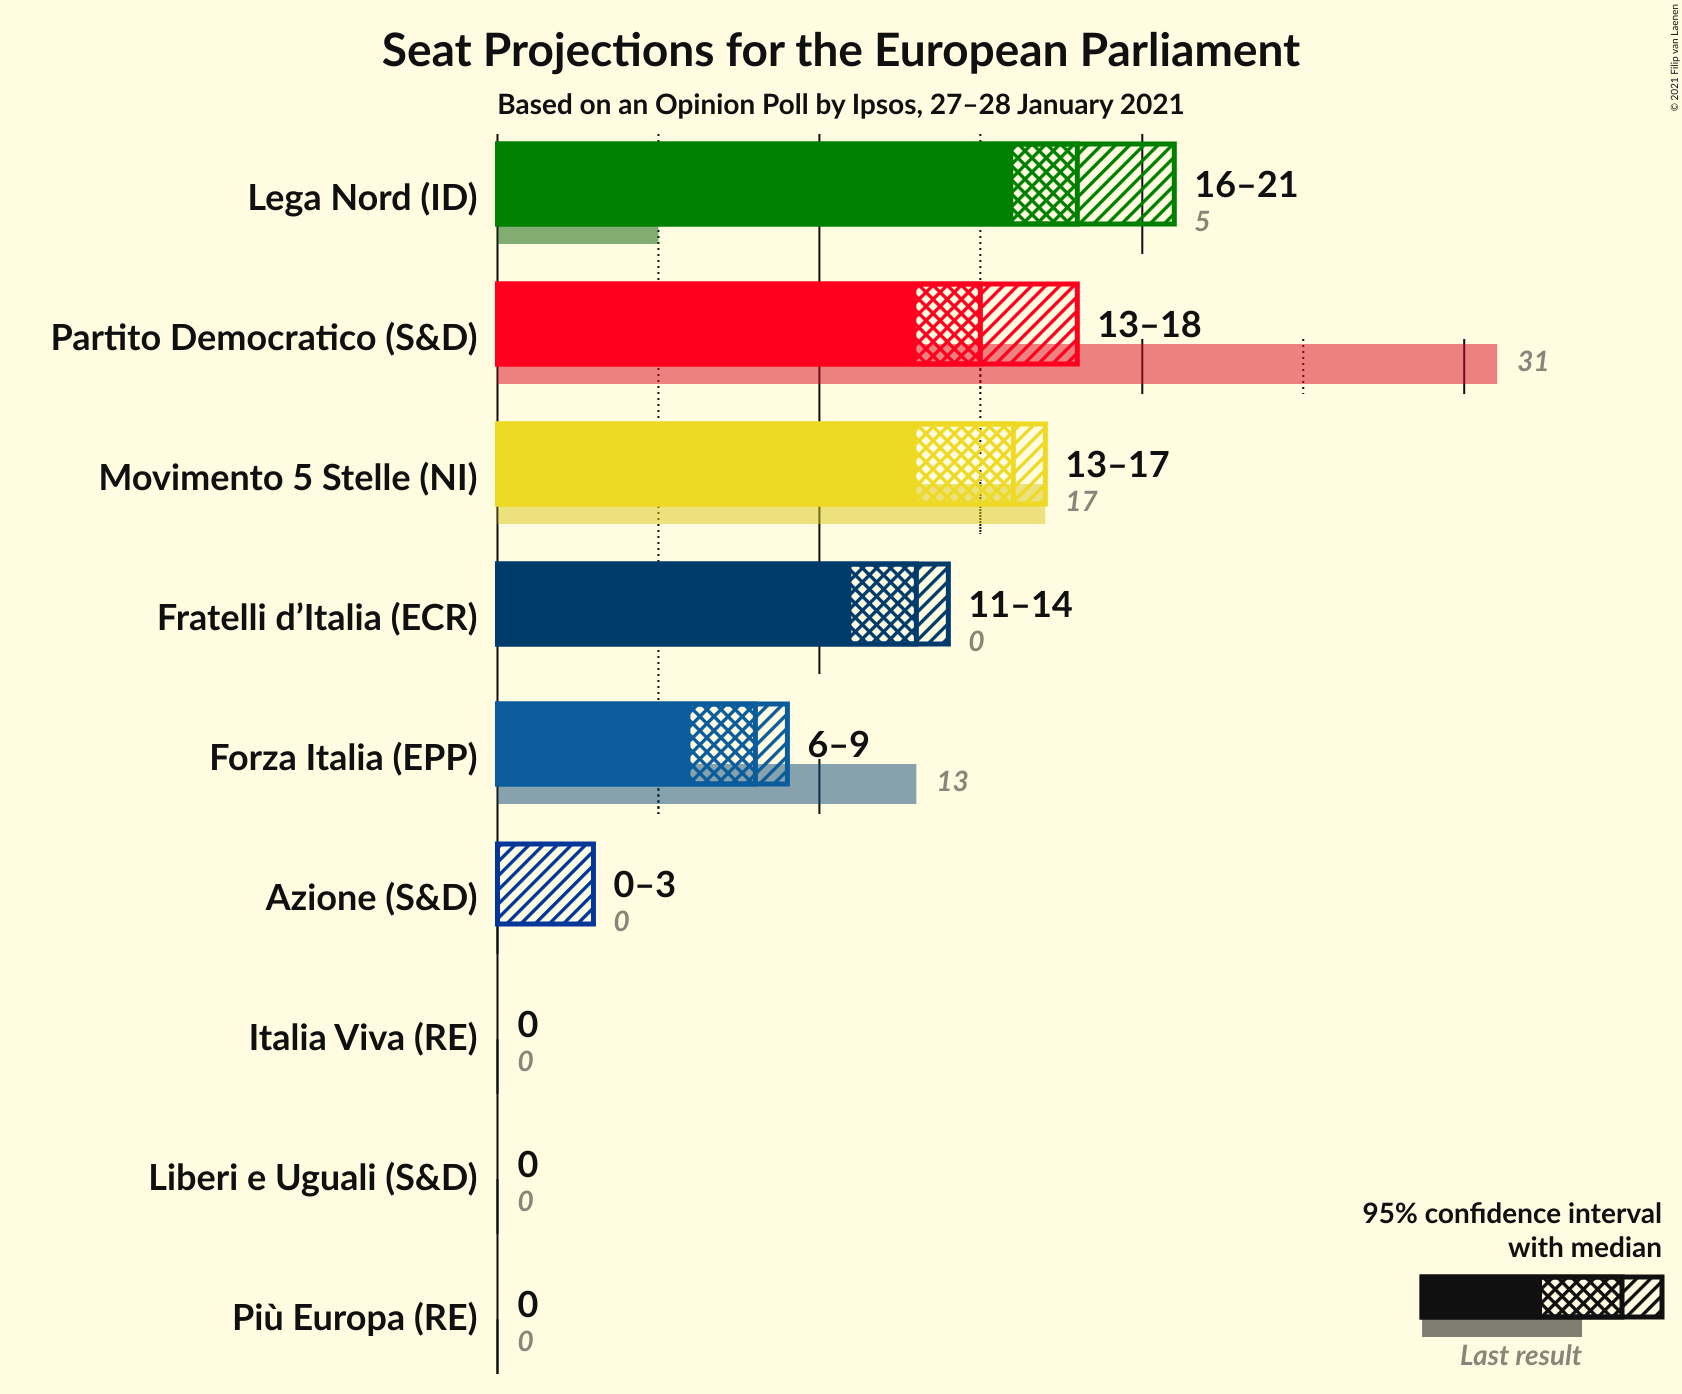 Seat Projections for the European Parliament
Based on an Opinion Poll by Ipsos, 27–28 January 2021
© 2021 Filip van Laenen
Lega Nord (ID)
16–21
5
Partito Democratico (S&D)
13–18
31
Movimento 5 Stelle (NI)
13–17
17
Fratelli d’Italia (ECR)
11–14
0
Forza Italia (EPP)
6–9
13
Azione (S&D)
0–3
0
Italia Viva (RE)
0
0
Liberi e Uguali (S&D)
0
0
Più Europa (RE)
0
0
95% confidence interval
with median
Last result